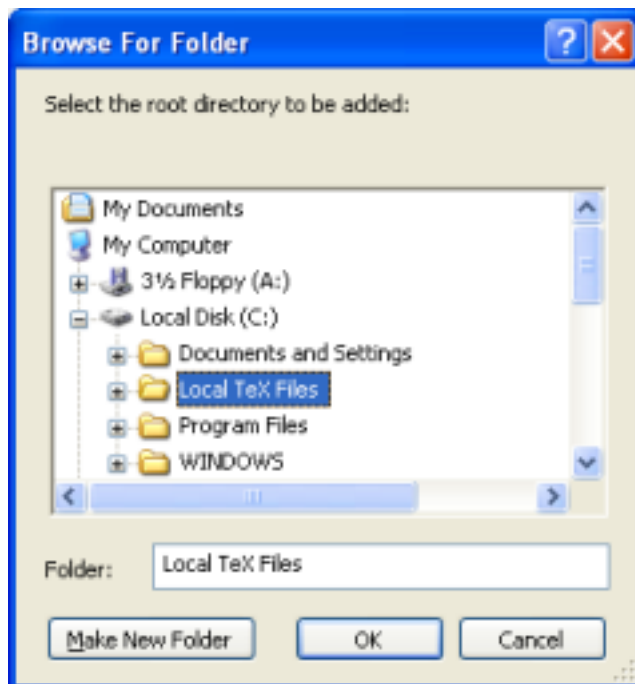 Browse For Folder
Select the root directory to be added:
My Documents
My Computer
3½ Floppy (A:)
Local Disk (C:)
Documents and Settings
Local TeX Files
Program Files
WINDOWS
Folder: Local TeX Files
Make New Folder OK Cancel